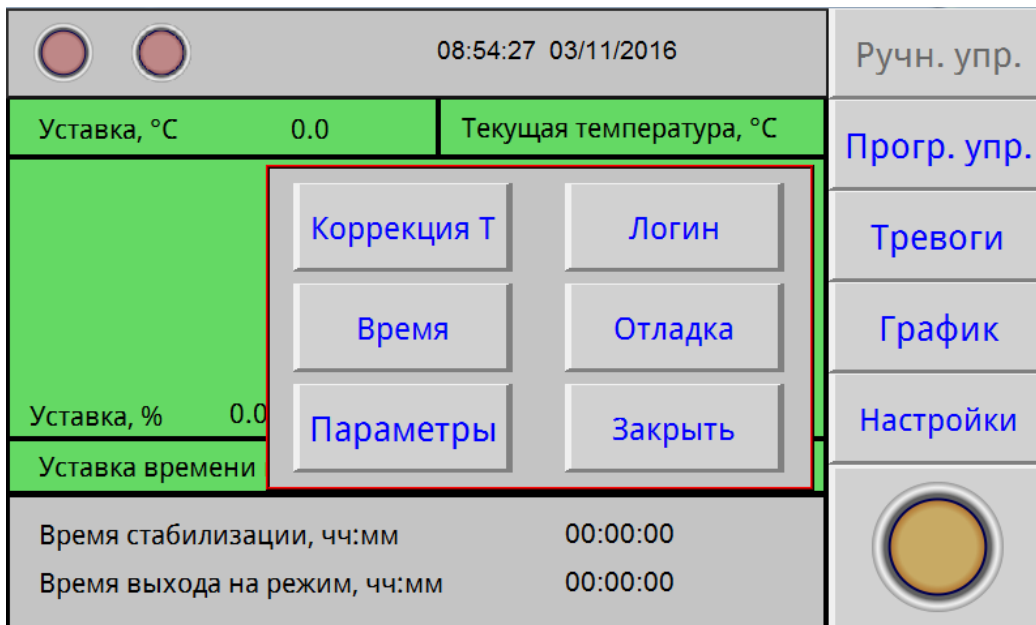 08:54:27 03/11/2016
Ручн. упр.
Уставка, °C 0.0 Текущая температура, °C
Прогр. упр.
Коррекция Т Логин
Тревоги
Время Отладка
График
Уставка, % 0.0
Параметры Закрыть
Настройки
Уставка времени
Время стабилизации, чч:мм 00:00:00
Время выхода на режим, чч:мм 00:00:00